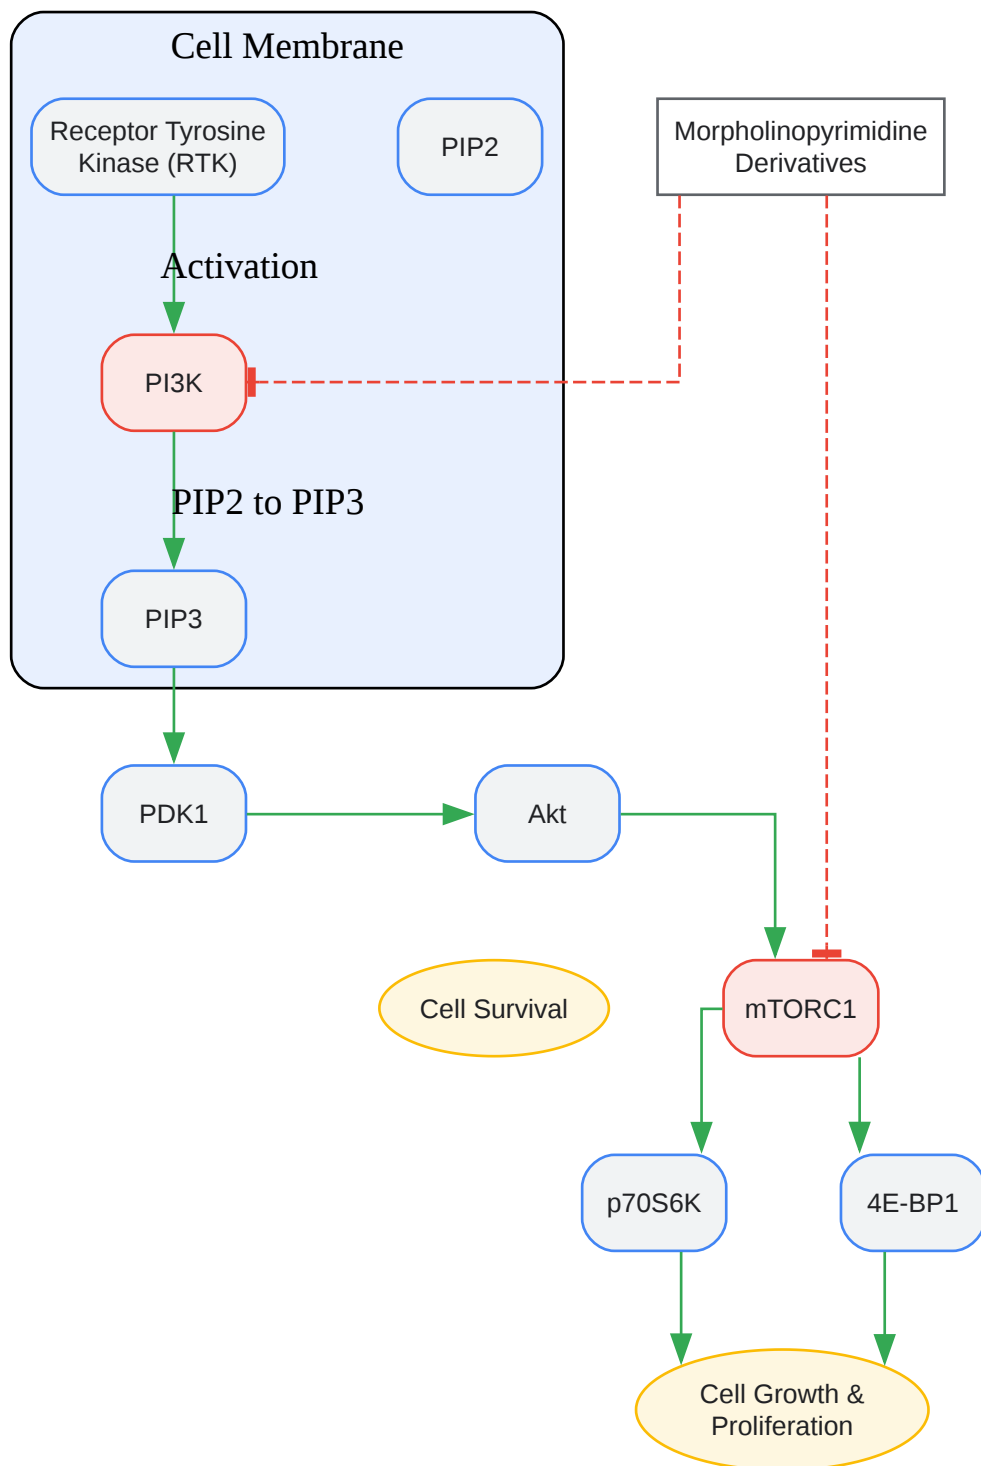 Cell Membrane
Receptor Tyrosine
Kinase (RTK)
PIP2
Morpholinopyrimidine
Derivatives
Activation
PI3K
PIP2 to PIP3
PIP3
PDK1
Akt
Cell Survival
mTORC1
p70S6K
4E-BP1
Cell Growth &
Proliferation